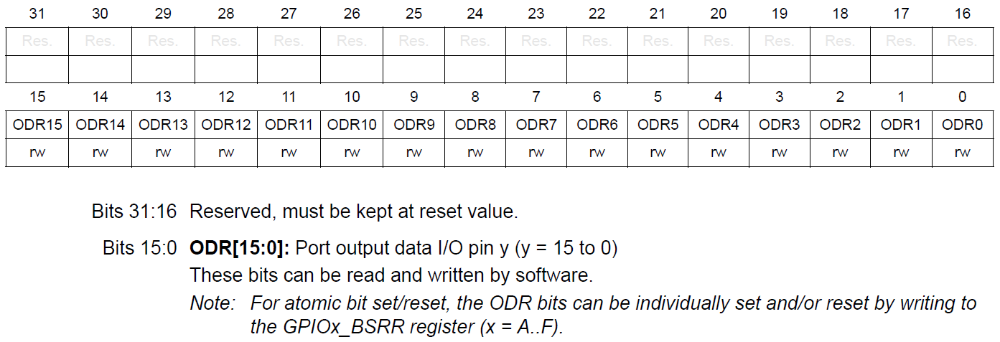 31 30 29 28 27 26 25 24 23 22 21 20 19 18 17 16
Res. Res. Res. Res. Res. Res. Res. Res. Res. Res. Res. Res. Res. Res. Res. Res.
15 14 13 12 11 10 9 8 7 6 5 4 3 2 1 0
ODR15 ODR14 ODR13 ODR12 ODR11 ODR10 ODR9 ODR8 ODR7 ODR6 ODR5 ODR4 ODR3 ODR2 ODR1 ODR0
rw rw rw rw rw rw rw rw rw rw rw rw rw rw rw rw
Bits 31:16 Reserved, must be kept at reset value.
Bits 15:0 ODR[15:0]: Port output data I/O pin y (y = 15 to 0)
These bits can be read and written by software.
Note: For atomic bit set/reset, the ODR bits can be individually set and/or reset by writing to
the GPIOx_BSRR register (x = A..F).